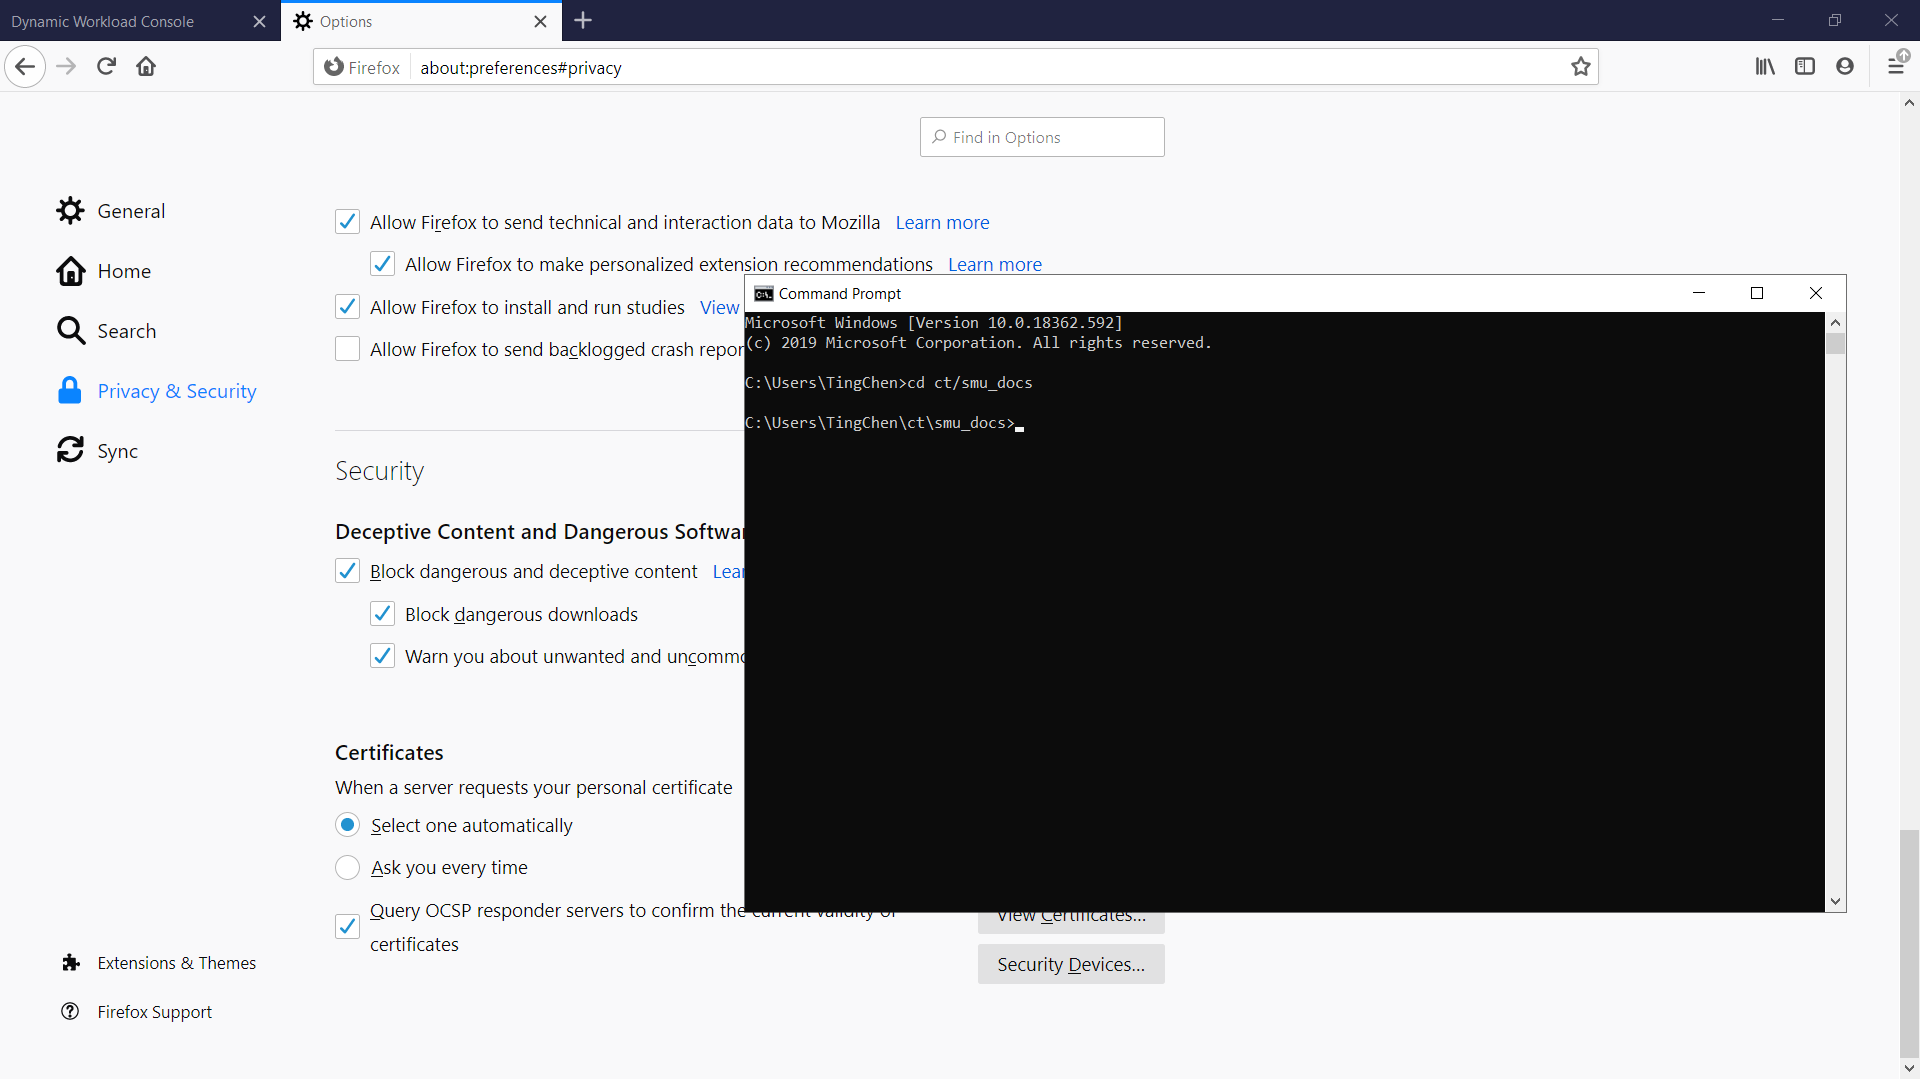 Dynamic Workload Console
Options
Firefox
about:preferences#privacy
Find in Options
General
Home
Search
Privacy & Security
Sync
Extensions & Themes
Firefox Support
Allow Firefox to send technical and interaction data to Mozilla Learn more
Allow Firefox to make personalized extension recommendations Learn more
Allow Firefox to install and run studies View
Allow Firefox to send backlogged crash repor
Security
Deceptive Content and Dangerous Softwar
Block dangerous and deceptive content Lear
Block dangerous downloads
Warn you about unwanted and uncommo
Certificates
When a server requests your personal certificate
Select one automatically
Ask you every time
Query OCSP responder servers to confirm the current validity of
certificates
View Certificates...
Security Devices...
Command Prompt
Microsoft Windows [Version 10.0.18362.592]
(c) 2019 Microsoft Corporation. All rights reserved.
C:\Users\TingChen>cd ct/smu_docs
C:\Users\TingChen\ct\smu_docs>